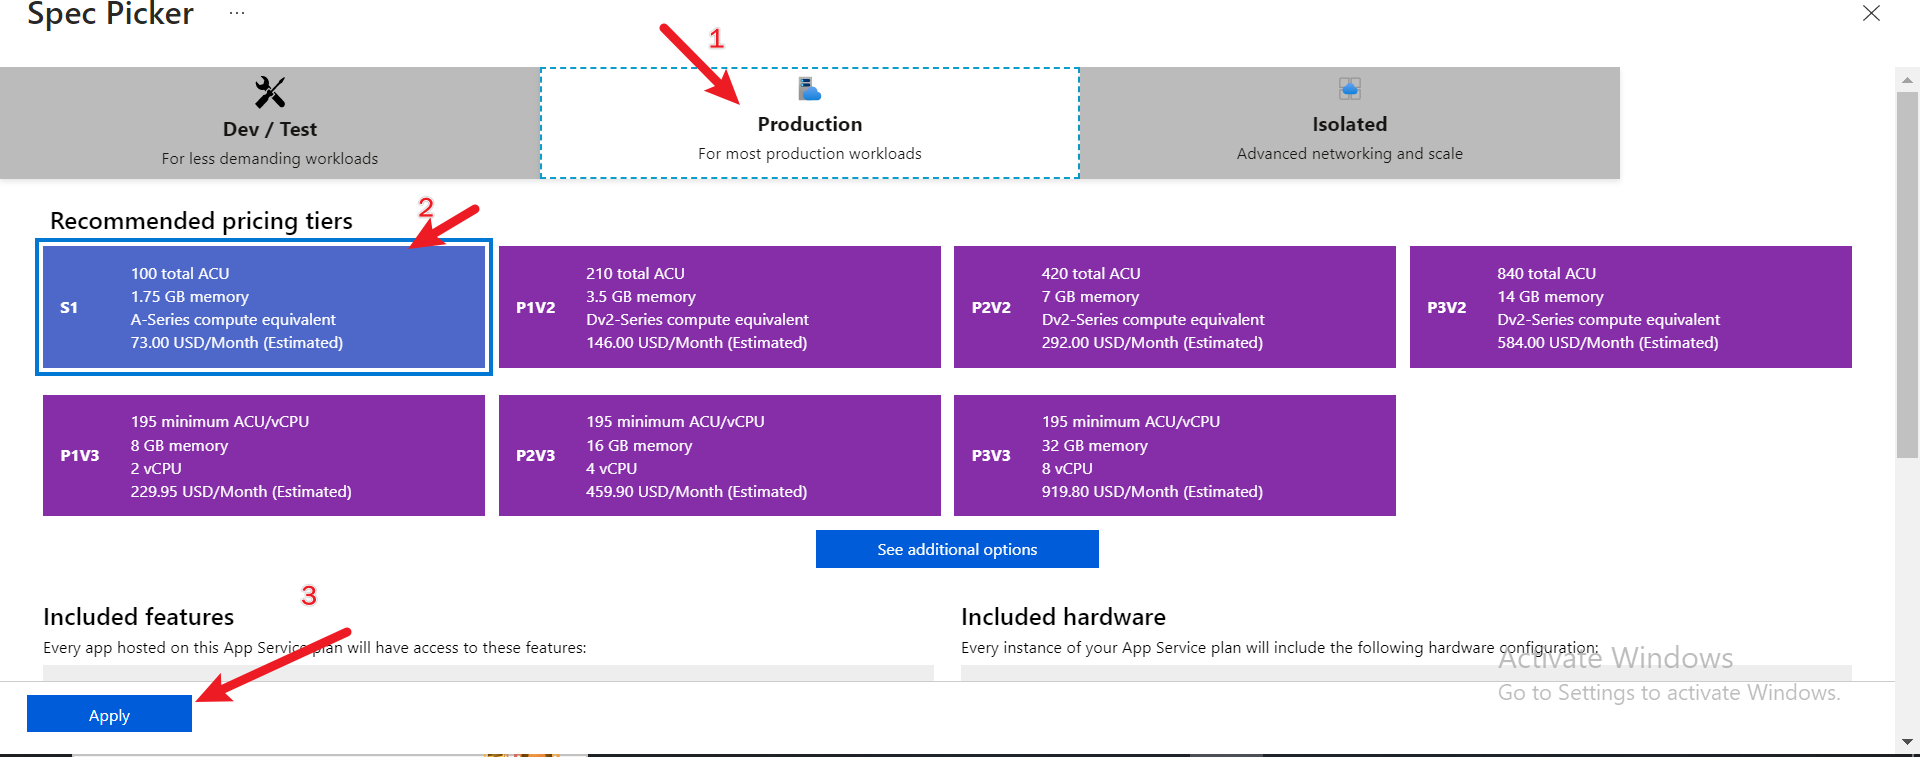 Spec Picker ...
1
Dev / Test
For less demanding workloads
Production
For most production workloads
Isolated
Advanced networking and scale
2
Recommended pricing tiers
S1
100 total ACU
1.75 GB memory
A-Series compute equivalent
73.00 USD/Month (Estimated)
P1V2
210 total ACU
3.5 GB memory
Dv2-Series compute equivalent
146.00 USD/Month (Estimated)
P2V2
420 total ACU
7 GB memory
Dv2-Series compute equivalent
292.00 USD/Month (Estimated)
P3V2
840 total ACU
14 GB memory
Dv2-Series compute equivalent
584.00 USD/Month (Estimated)
P1V3
195 minimum ACU/vCPU
8 GB memory
2 vCPU
229.95 USD/Month (Estimated)
P2V3
195 minimum ACU/vCPU
16 GB memory
4 vCPU
459.90 USD/Month (Estimated)
P3V3
195 minimum ACU/vCPU
32 GB memory
8 vCPU
919.80 USD/Month (Estimated)
See additional options
3
Included features
Every app hosted on this App Service plan will have access to these features:
Included hardware
Every instance of your App Service plan will include the following hardware configuration:
Activate Windows
Go to Settings to activate Windows.
Apply